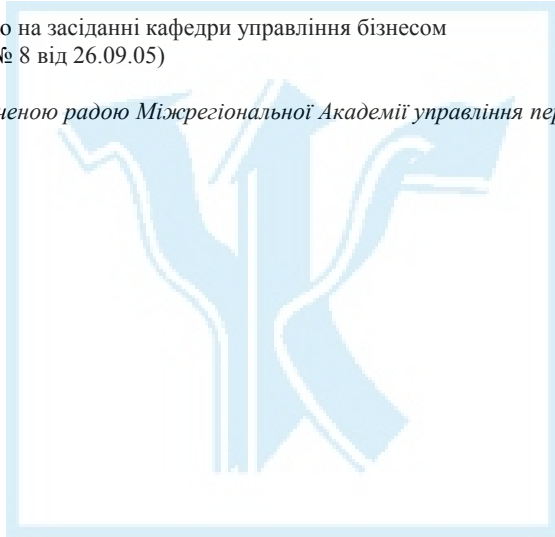 о на засіданні кафедри управління бізнесом
№ 8 від 26.09.05)
ченою радою Міжрегіональної Академії управління пер